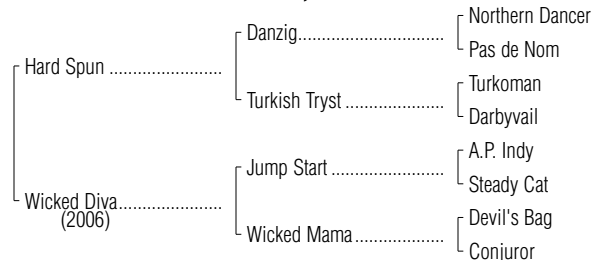 Northern Dancer
Danzig
Pas de Nom
Hard Spun
Turkoman
Turkish Tryst
Darbyvail
A.P. Indy
Jump Start
Steady Cat
Wicked Diva
(2006)
Devil's Bag
Wicked Mama
Conjuror